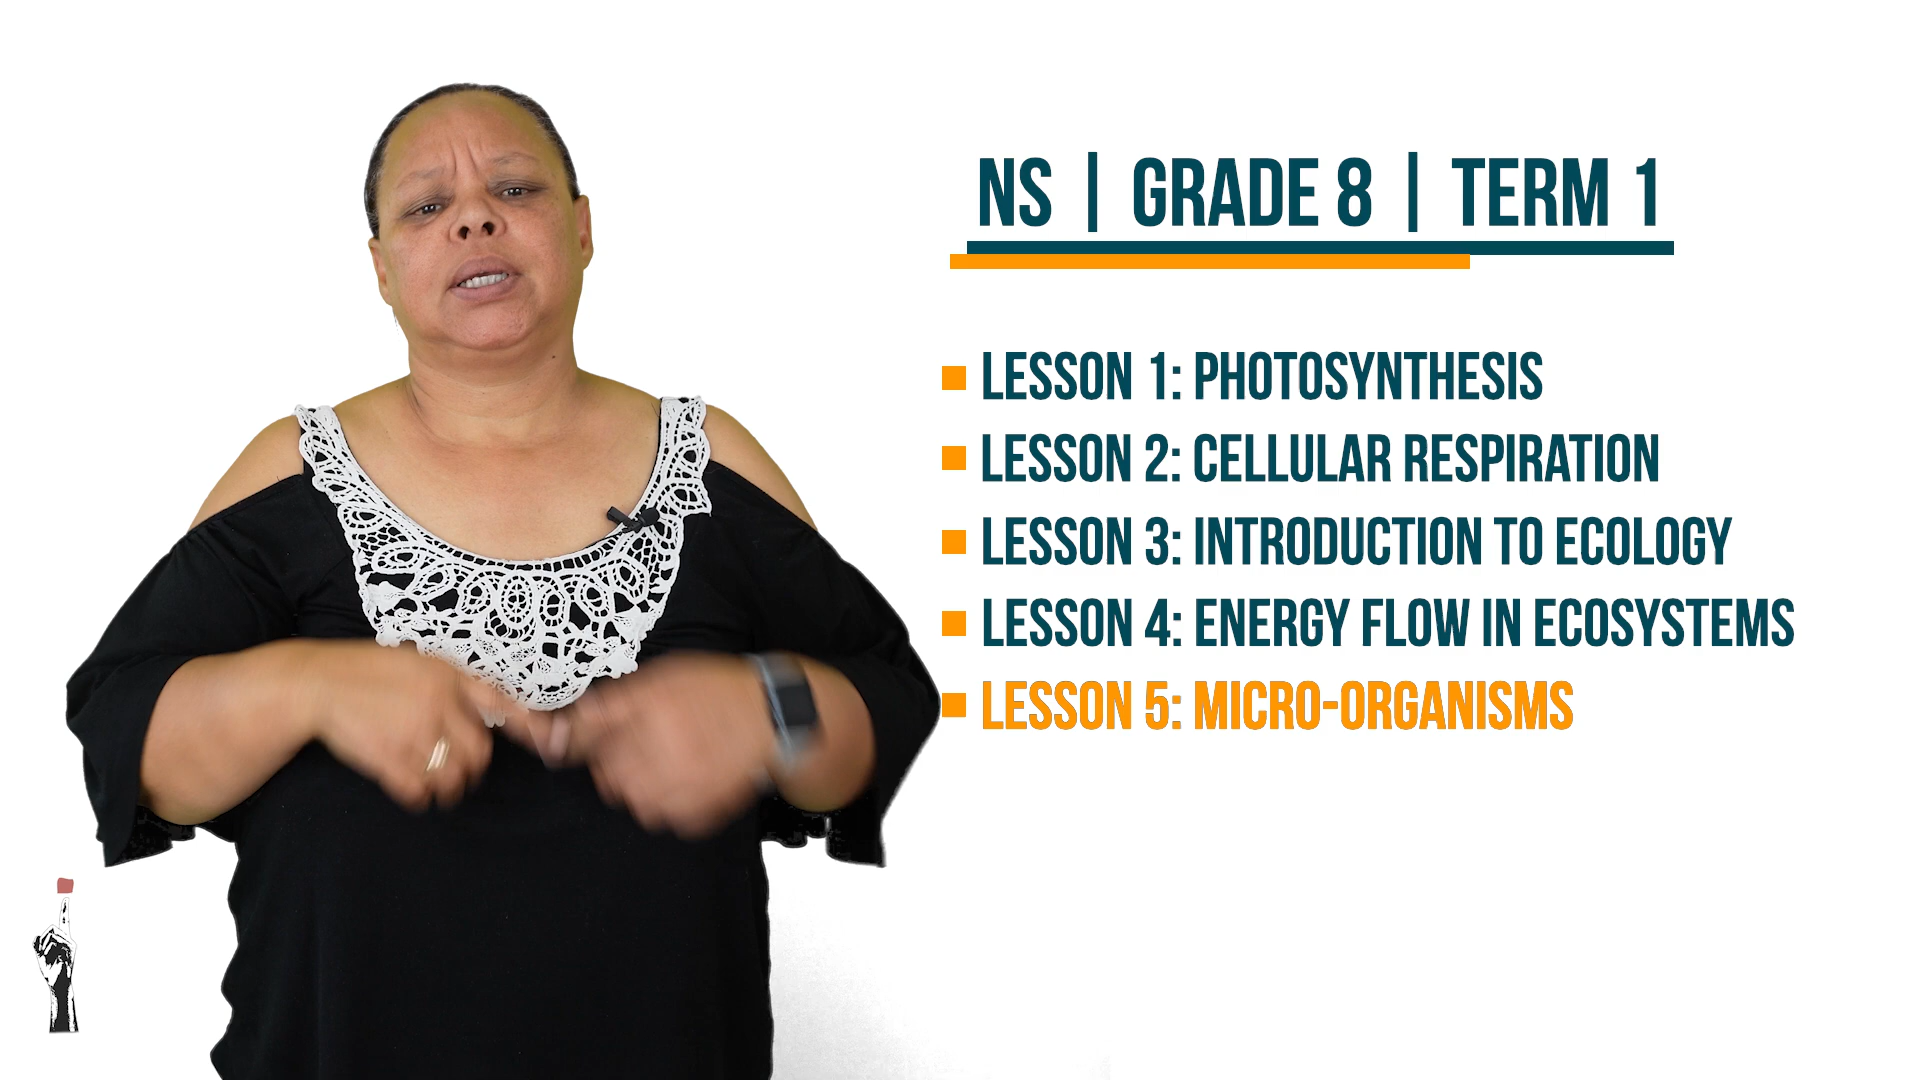 NS | GRADE 8 | TERM 1
LESSON 1: PHOTOSYNTHESIS
LESSON 2: CELLULAR RESPIRATION
LESSON 3: INTRODUCTION TO ECOLOGY
LESSON 4: ENERGY FLOW IN ECOSYSTEMS
LESSON 5: MICRO-ORGANISMS